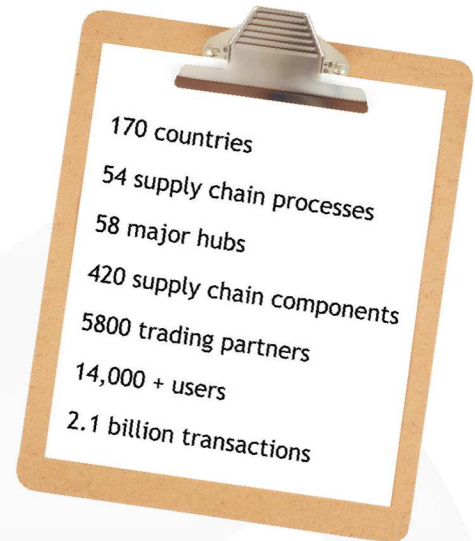 170 countries
54 supply chain processes
58 major hubs
420 supply chain components
5800 trading partners
14,000 + users
2.1 billion transactions